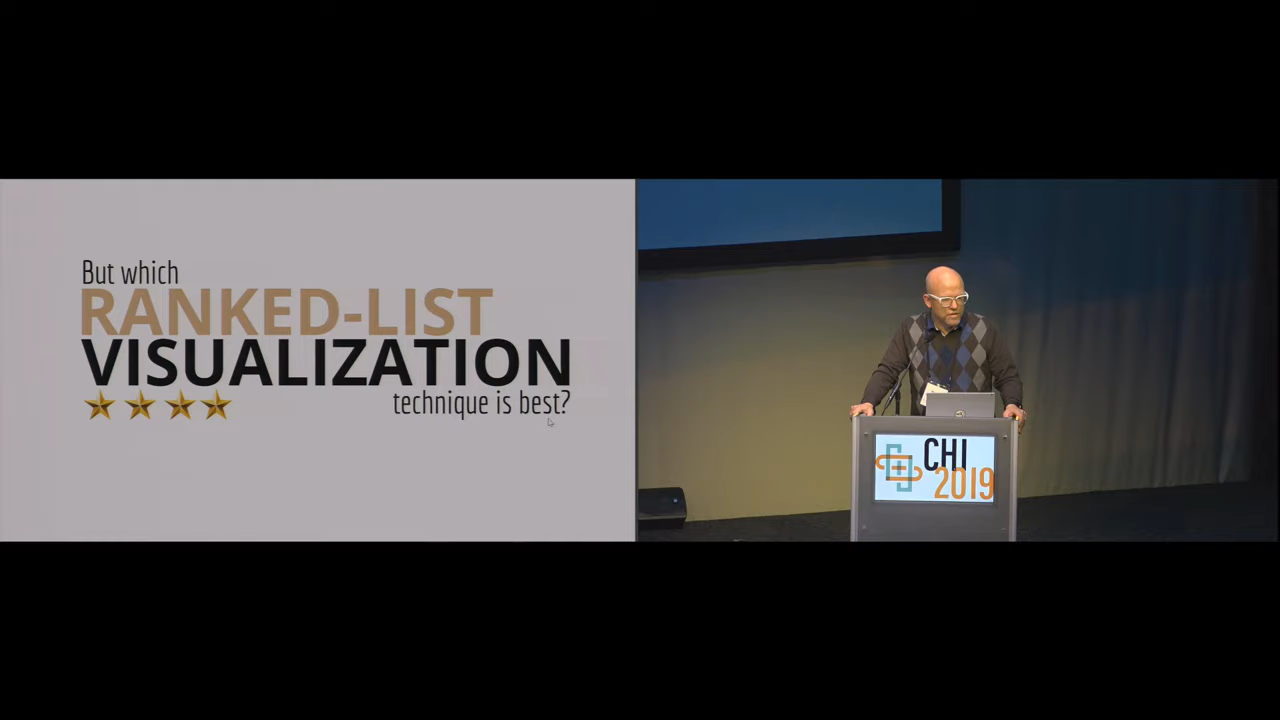 But which
RANKED-LIST
VISUALIZATION
technique is best?
CHI
2019